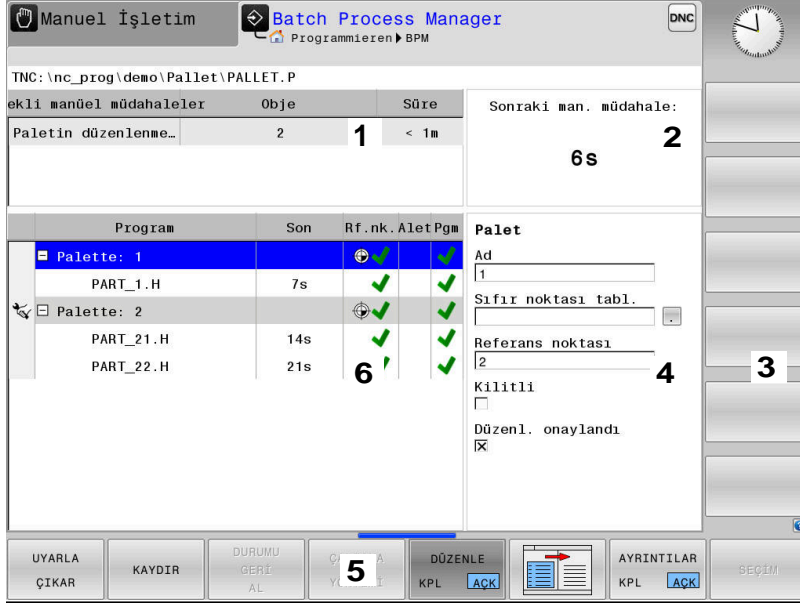 Manuel İşletim
Batch Process Manager
Programmieren BPM
DNC
TNC:\nc_prog\demo\Pallet\PALLET.P
ekli manüel müdahaleler Obje Süre
Paletin düzenlenme… 2 1 < 1m
Sonraki man. müdahale:
2
6s
Program Son Rf.nk. Alet Pgm
Palette: 1
PART_1.H 7s
Palette: 2
PART_21.H 14s
PART_22.H 21s
6
Palet
Ad
1
Sıfır noktası tabl.
.
Referans noktası
2
4
Kilitli
Düzenl. onaylandı
3
UYARLA
ÇIKAR
KAYDIR
DURUMU
GERİ
AL
5
DÜZENLE
KPL AÇK
AYRINTILAR
KPL AÇK
SEÇİM